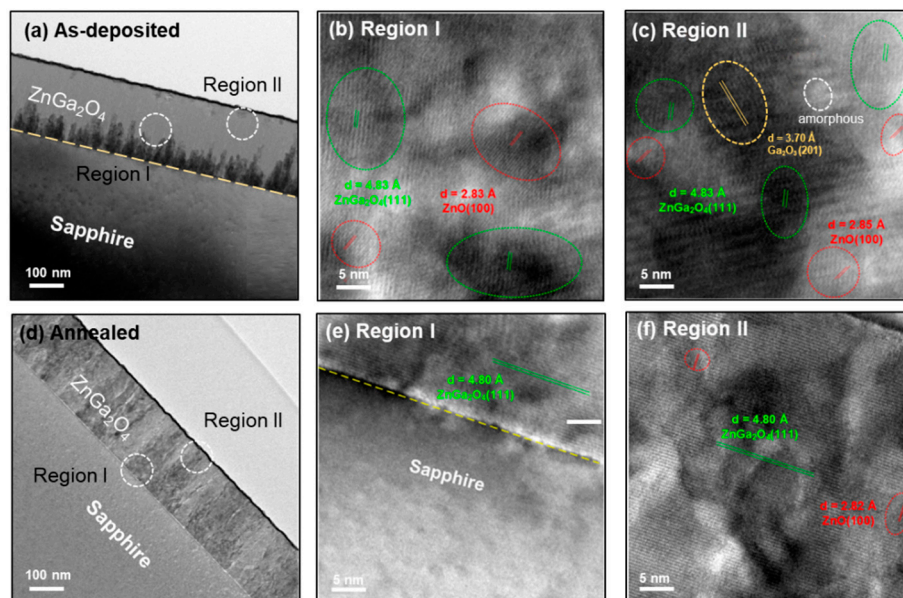 (a) As-deposited
Region II
ZnGa₂O₄
Region I
Sapphire
100 nm
(b) Region I
d = 4.83 Å
ZnGa₂O₄(111)
d = 2.83 Å
ZnO(100)
5 nm
(c) Region II
amorphous
d = 3.70 Å
Ga₂O₃(201)
d = 4.83 Å
ZnGa₂O₄(111)
d = 2.85 Å
ZnO(100)
5 nm
(d) Annealed
ZnGa₂O₄
Region II
Region I
Sapphire
100 nm
(e) Region I
d = 4.80 Å
ZnGa₂O₄(111)
Sapphire
5 nm
(f) Region II
d = 4.80 Å
ZnGa₂O₄(111)
d = 2.82 Å
ZnO(100)
5 nm